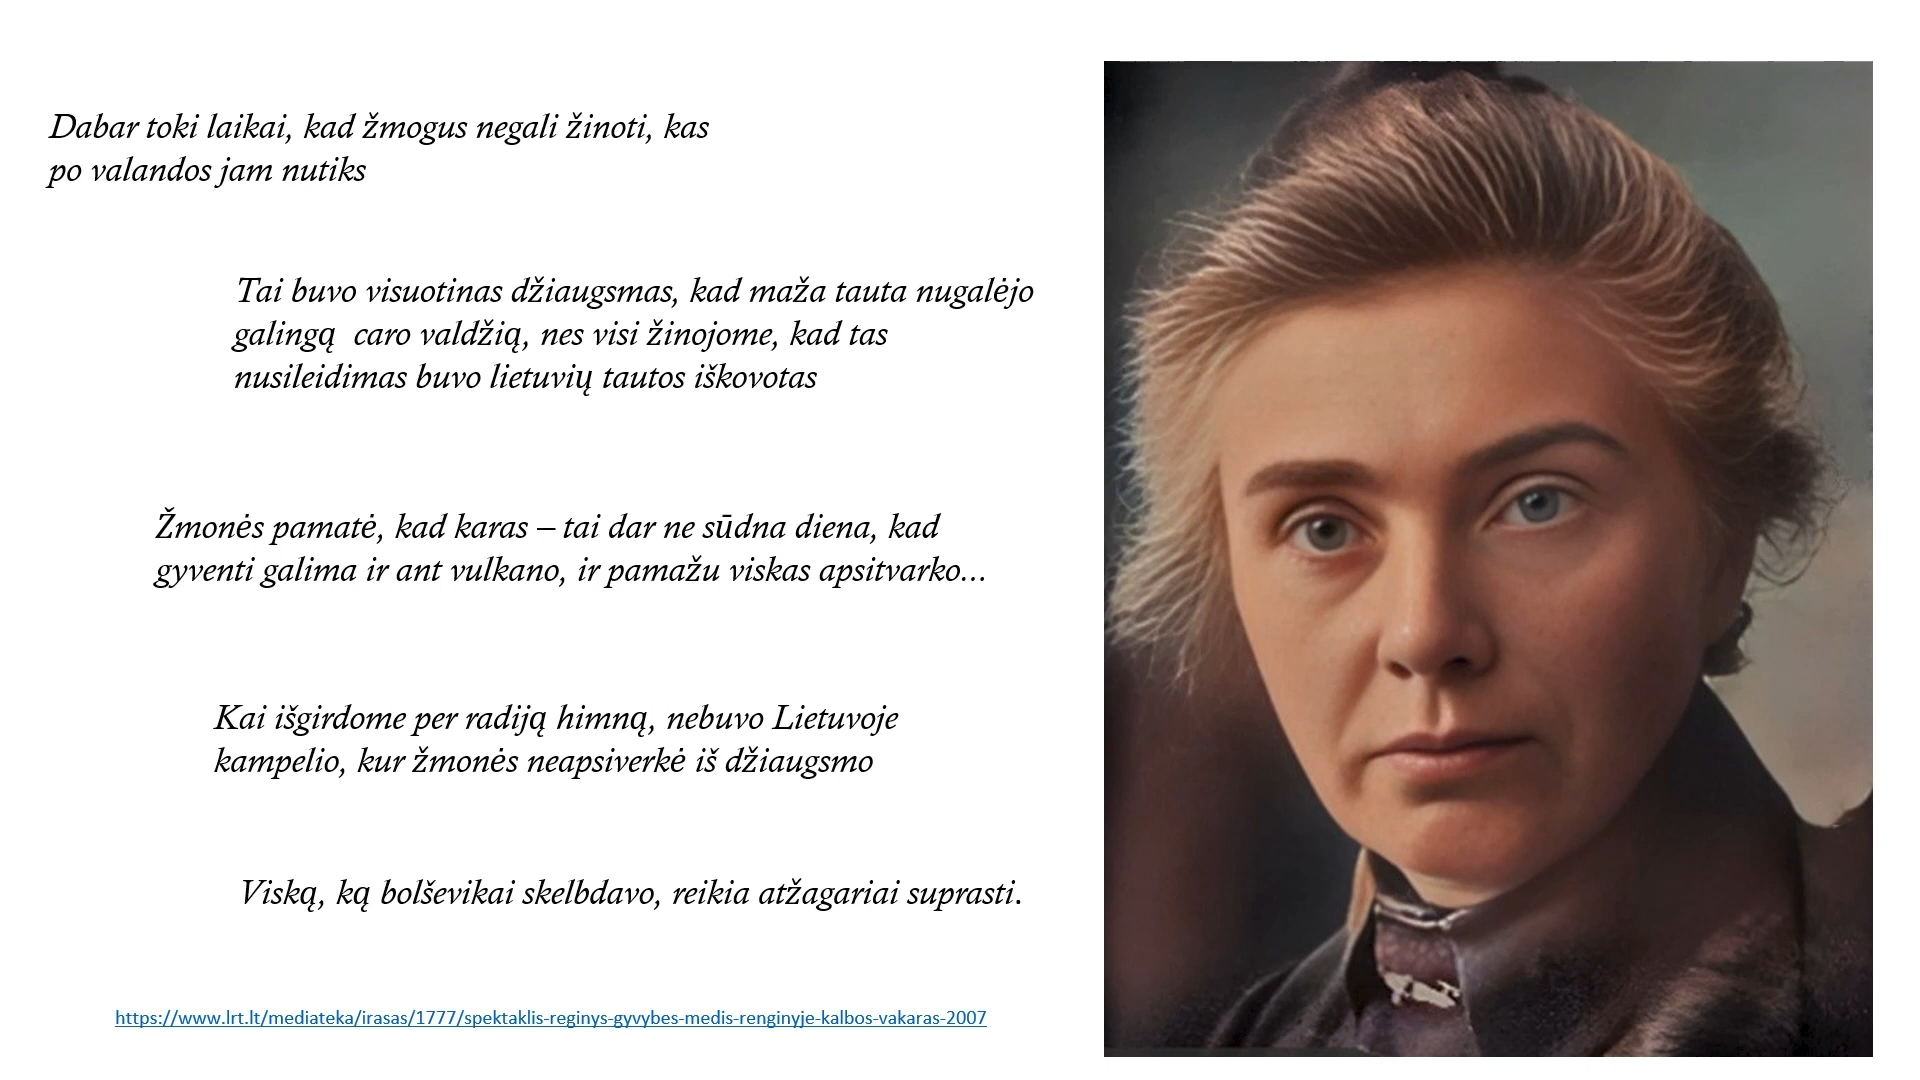 Dabar toki laikai, kad žmogus negali žinoti, kas
po valandos jam nutiks
Tai buvo visuotinas džiaugsmas, kad maža tauta nugalėjo
galingą  caro valdžią, nes visi žinojome, kad tas
nusileidimas buvo lietuvių tautos iškovotas
Žmonės pamatė, kad karas – tai dar ne sūdna diena, kad
gyventi galima ir ant vulkano, ir pamažu viskas apsitvarko...
Kai išgirdome per radiją himną, nebuvo Lietuvoje
kampelio, kur žmonės neapsiverkė iš džiaugsmo
Viską, ką bolševikai skelbdavo, reikia atžagariai suprasti.
https://www.lrt.lt/mediateka/irasas/1777/spektaklis-reginys-gyvybes-medis-renginyje-kalbos-vakaras-2007